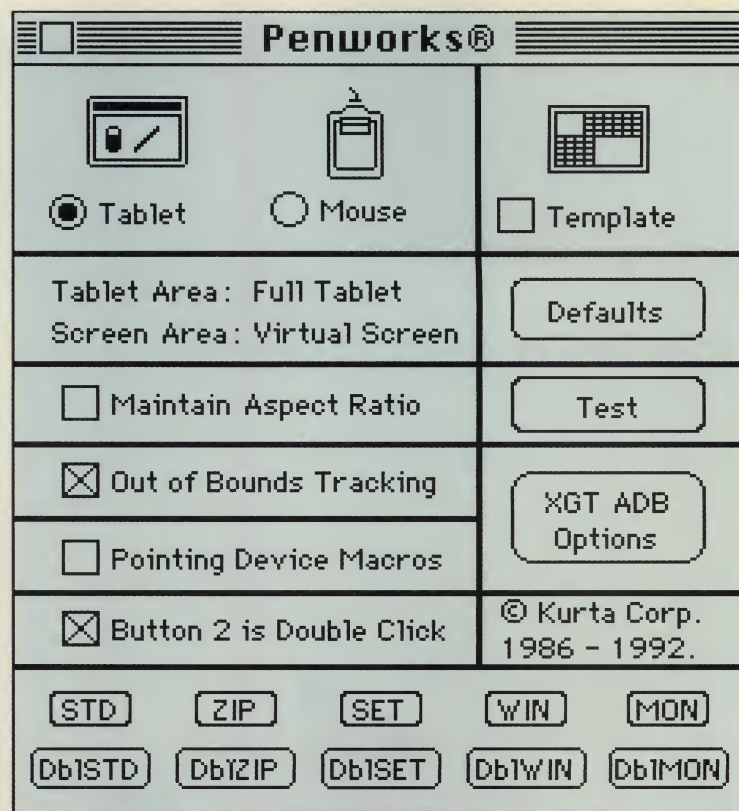 Penworks®
Tablet
Mouse
Template
Tablet Area: Full Tablet
Screen Area: Virtual Screen
Defaults
Maintain Aspect Ratio
Test
Out of Bounds Tracking
XGT ADB
Options
Pointing Device Macros
Button 2 is Double Click
© Kurta Corp.
1986 - 1992.
STD ZIP SET WIN MON
DblSTD DblZIP DblSET DblWIN DblMON